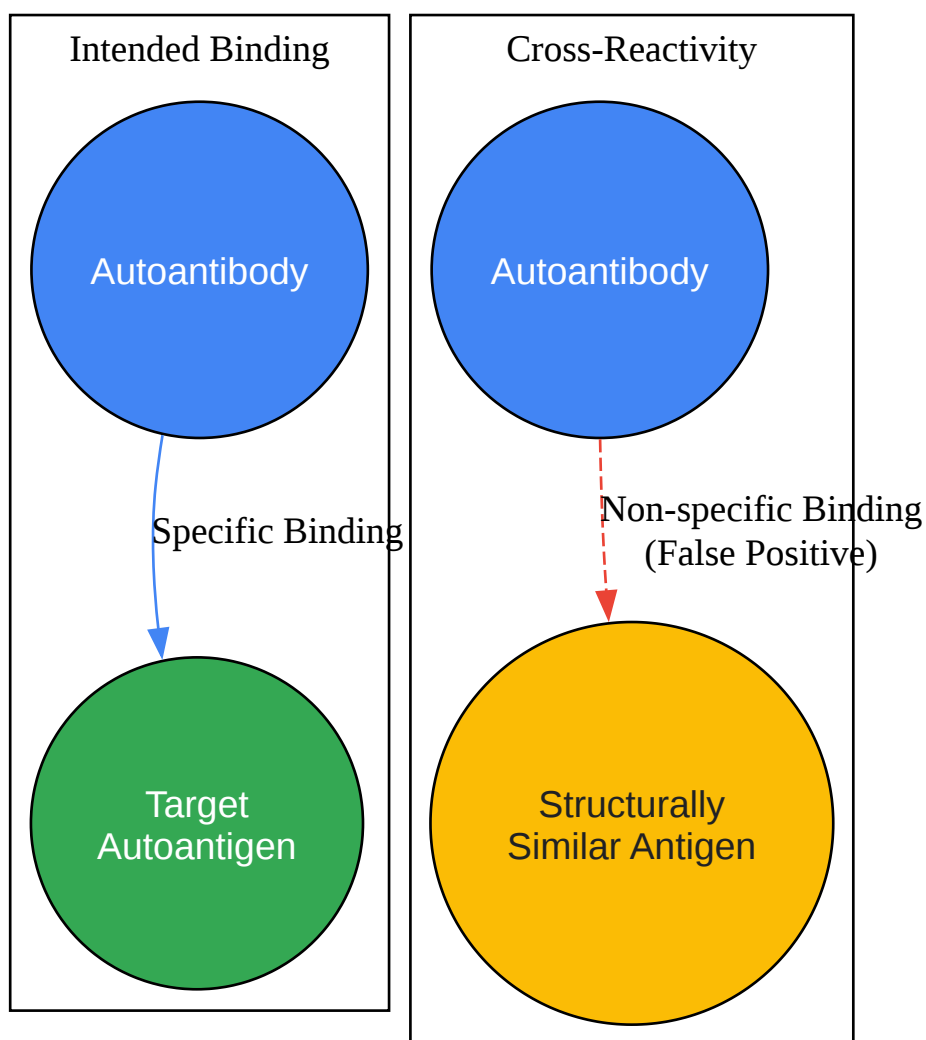 Intended Binding
Autoantibody
Specific Binding
Target
Autoantigen
Cross-Reactivity
Autoantibody
Non-specific Binding
(False Positive)
Structurally
Similar Antigen